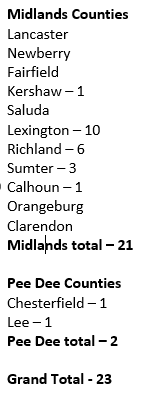 Midlands Counties
Lancaster
Newberry
Fairfield
Kershaw – 1
Saluda
Lexington – 10
Richland – 6
Sumter – 3
Calhoun – 1
Orangeburg
Clarendon
Midlands total – 21
Pee Dee Counties
Chesterfield – 1
Lee – 1
Pee Dee total – 2
Grand Total - 23